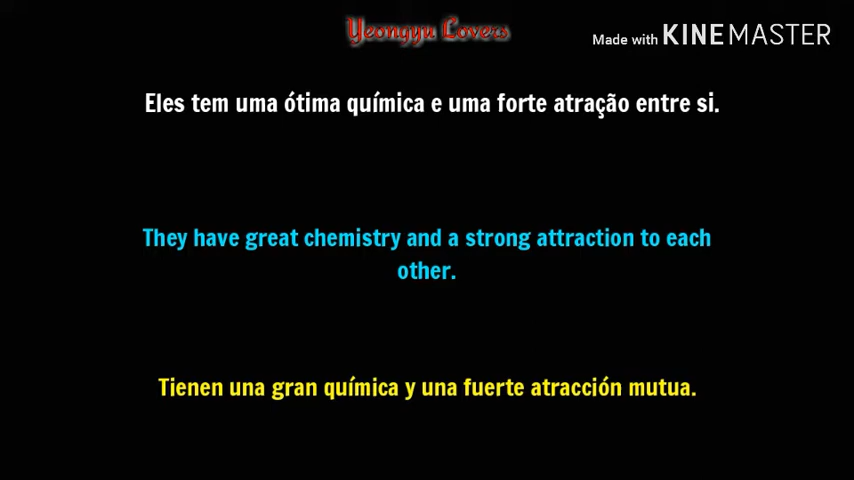 Yeongyu Lovers
Made with KINEMASTER
Eles tem uma ótima química e uma forte atração entre si.
They have great chemistry and a strong attraction to each
other.
Tienen una gran química y una fuerte atracción mutua.